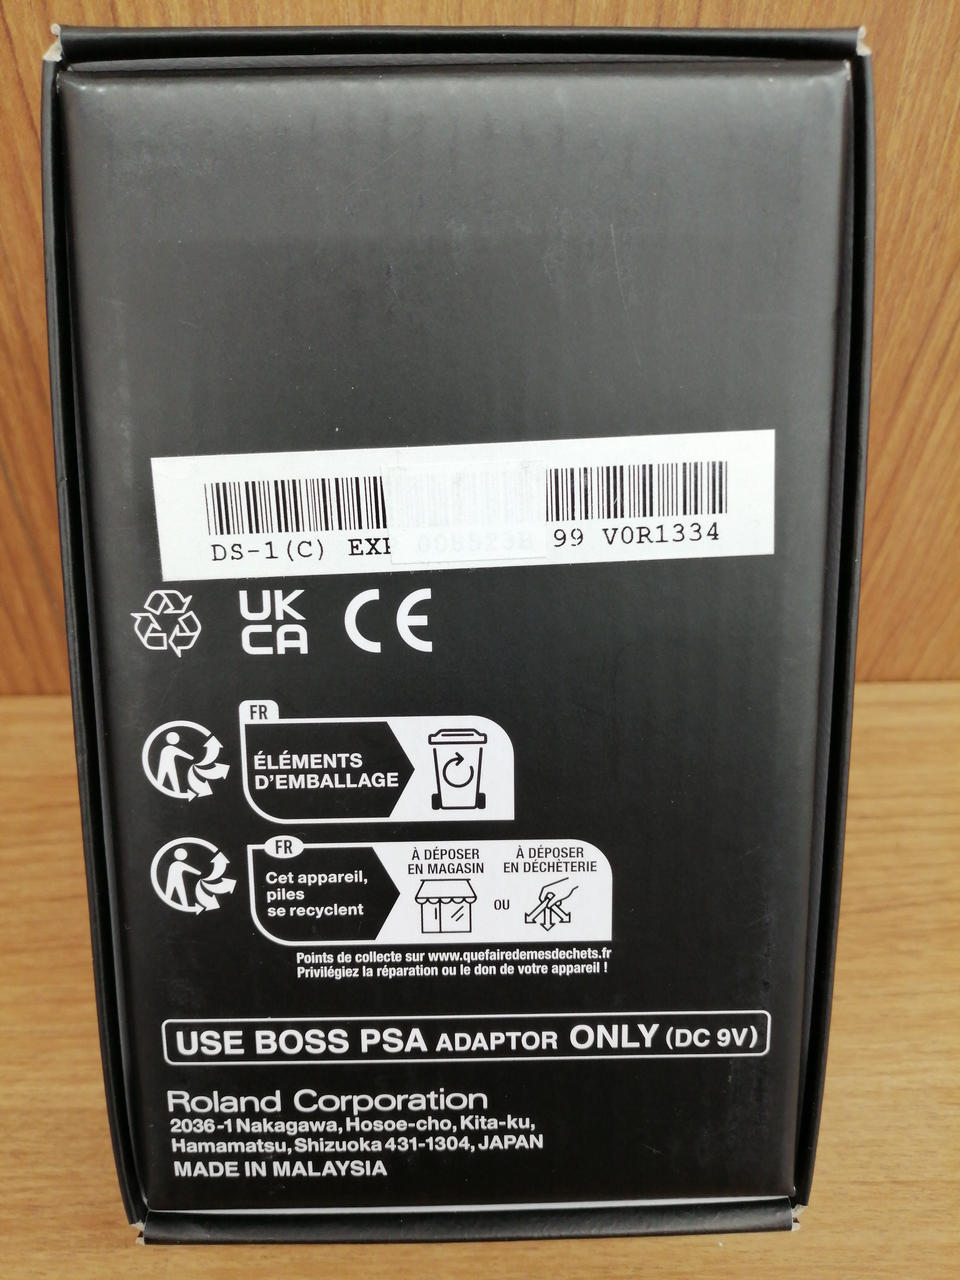 DS-1(C) EXP 99 V0R1334
UK
CA
CE
FR
ÉLÉMENTS
D'EMBALLAGE
FR
Cet appareil,
piles
se recyclent
À DÉPOSER
EN MAGASIN
OU
À DÉPOSER
EN DÉCHÈTERIE
Points de collecte sur www.quefairedemesdechets.fr
Privilégiez la réparation ou le don de votre appareil !
USE BOSS PSA ADAPTOR ONLY (DC 9V)
Roland Corporation
2036-1 Nakagawa, Hosoe-cho, Kita-ku,
Hamamatsu, Shizuoka 431-1304, JAPAN
MADE IN MALAYSIA